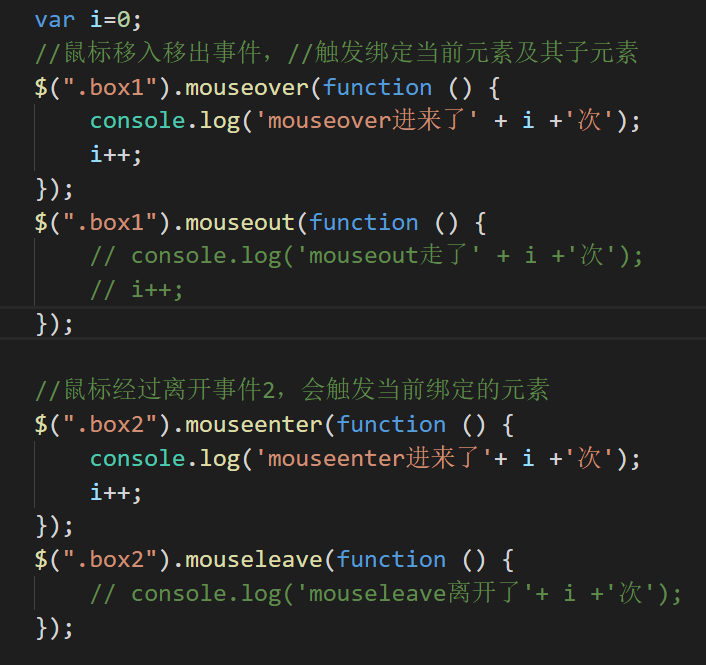 var i=0;
//鼠标移入移出事件，//触发绑定当前元素及其子元素
$(".box1").mouseover(function () {
    console.log('mouseover进来了' + i +'次');
    i++;
});
$(".box1").mouseout(function () {
    // console.log('mouseout走了' + i +'次');
    // i++;
});
//鼠标经过离开事件2，会触发当前绑定的元素
$(".box2").mouseenter(function () {
    console.log('mouseenter进来了'+ i +'次');
    i++;
});
$(".box2").mouseleave(function () {
    // console.log('mouseleave离开了'+ i +'次');
});